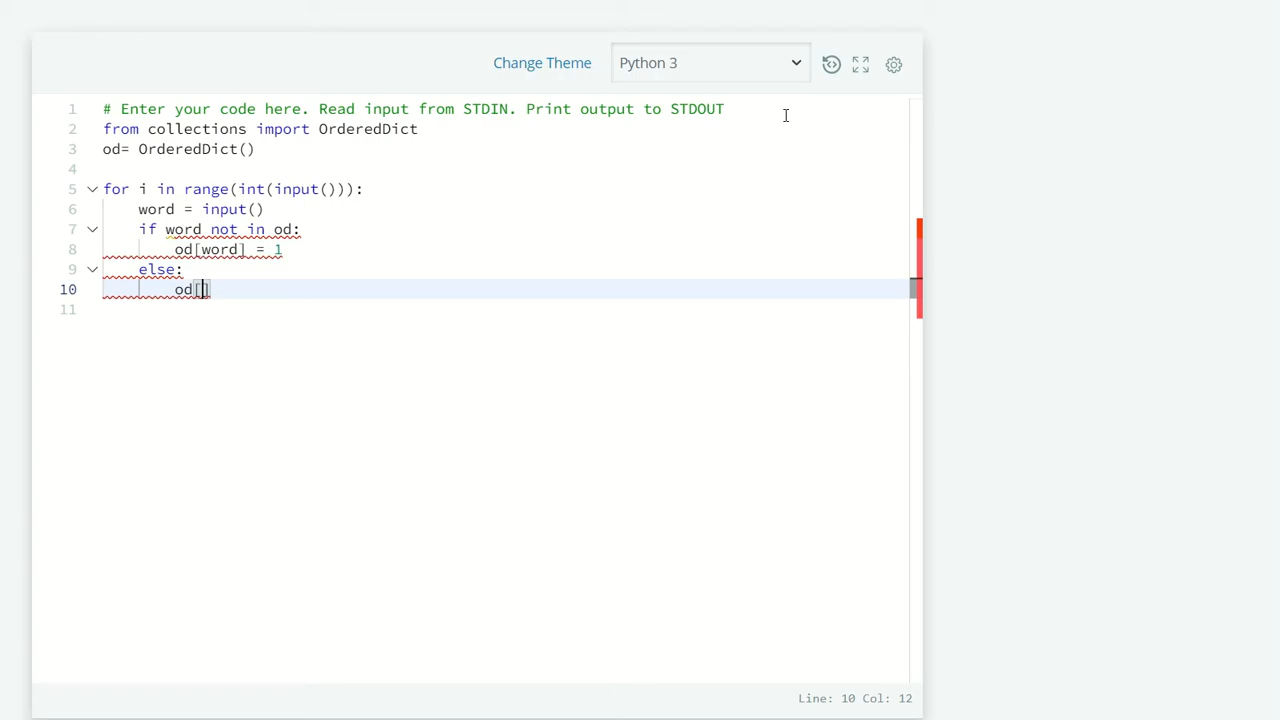 Change Theme Python 3
1 # Enter your code here. Read input from STDIN. Print output to STDOUT
2 from collections import OrderedDict
3 od= OrderedDict()
4
5 for i in range(int(input())):
6     word = input()
7     if word not in od:
8         od[word] = 1
9     else:
10         od[]
11
Line: 10 Col: 12